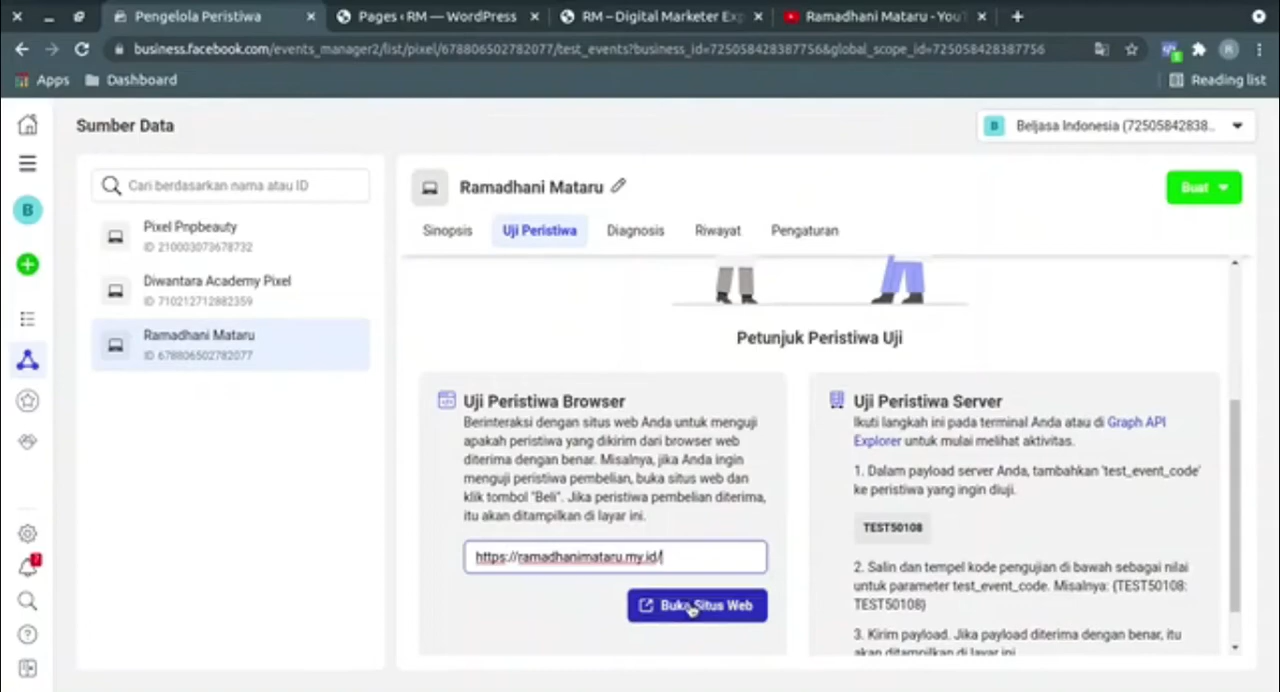 Pengelola Peristiwa
Pages ‹ RM — WordPress
RM – Digital Marketer Exp
Ramadhani Mataru - YouT
business.facebook.com/events_manager2/list/pixel/678806502782077/test_events?business_id=725058428387756&global_scope_id=725058428387756
R
Apps
Dashboard
Reading list
Sumber Data
B
Beljasa Indonesia (72505842838...
B
Cari berdasarkan nama atau ID
Pixel Pnpbeauty
ID 210003073678732
Diwantara Academy Pixel
ID 710212712882359
Ramadhani Mataru
ID 678806502782077
Ramadhani Mataru
Buat
Sinopsis
Uji Peristiwa
Diagnosis
Riwayat
Pengaturan
Petunjuk Peristiwa Uji
Uji Peristiwa Browser
Berinteraksi dengan situs web Anda untuk menguji
apakah peristiwa yang dikirim dari browser web
diterima dengan benar. Misalnya, jika Anda ingin
menguji peristiwa pembelian, buka situs web dan
klik tombol "Beli". Jika peristiwa pembelian diterima,
itu akan ditampilkan di layar ini.
https://ramadhanimataru.my.id/
Buka Situs Web
Uji Peristiwa Server
Ikuti langkah ini pada terminal Anda atau di Graph API
Explorer untuk mulai melihat aktivitas.
1. Dalam payload server Anda, tambahkan 'test_event_code'
ke peristiwa yang ingin diuji.
TEST50108
2. Salin dan tempel kode pengujian di bawah sebagai nilai
untuk parameter test_event_code. Misalnya: {TEST50108:
TEST50108}
3. Kirim payload. Jika payload diterima dengan benar, itu
akan ditampilkan di layar ini.